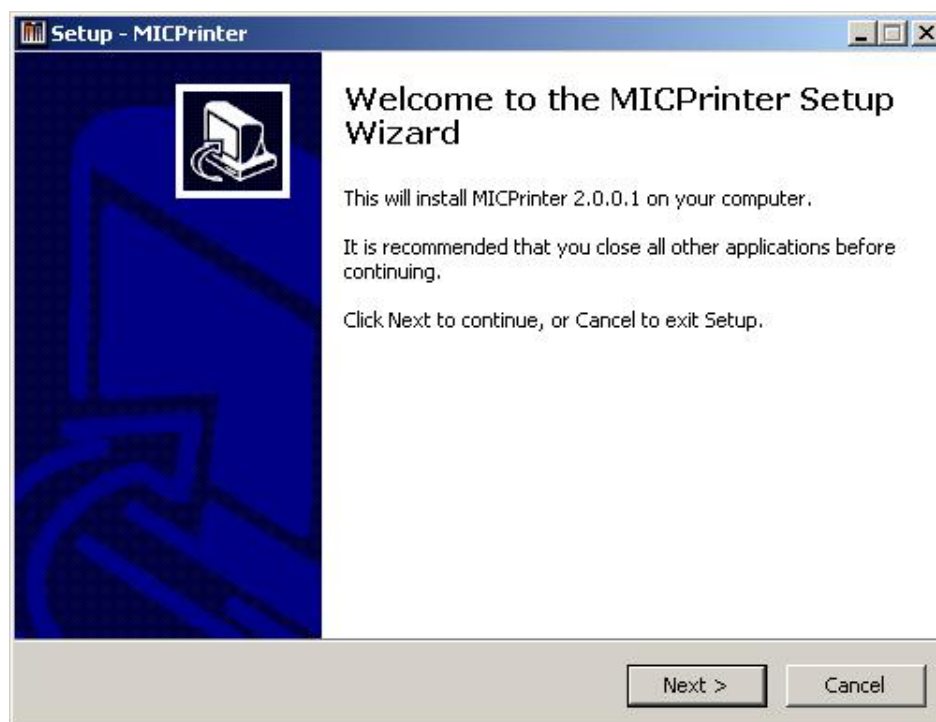 Setup - MICPrinter
Welcome to the MICPrinter Setup
Wizard
This will install MICPrinter 2.0.0.1 on your computer.
It is recommended that you close all other applications before
continuing.
Click Next to continue, or Cancel to exit Setup.
Next >
Cancel